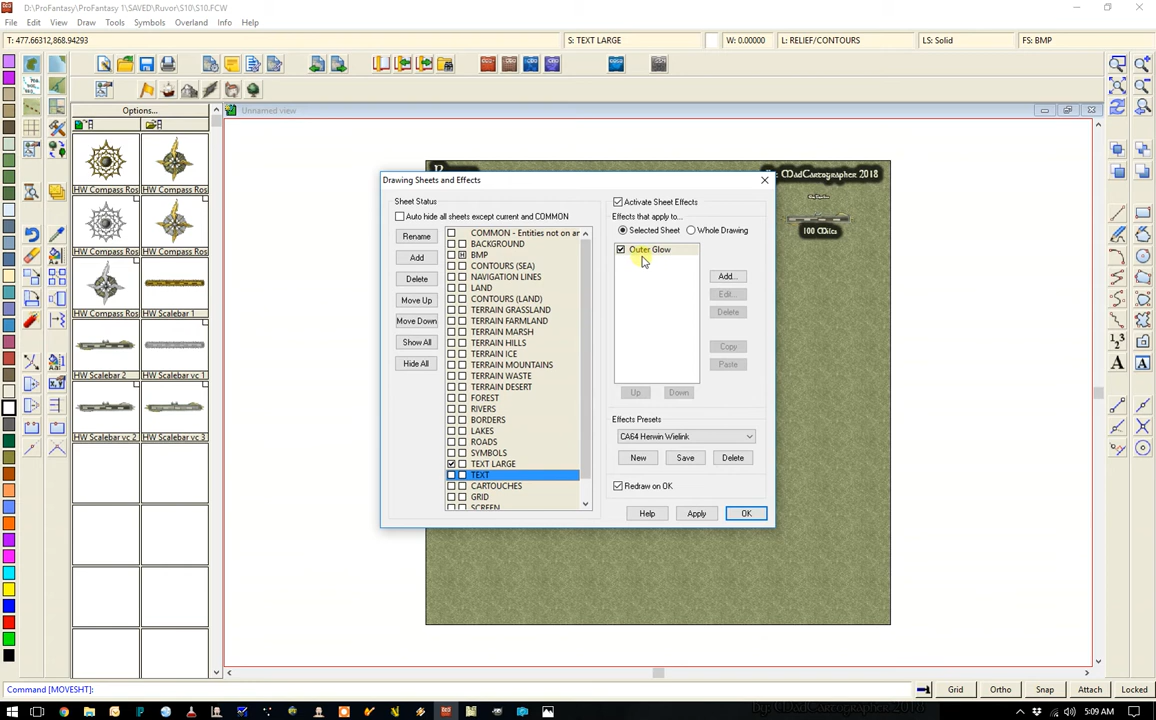 D:\ProFantasy\ProFantasy 1\SAVED\Ruvor\S10\S10.FCW
File Edit View Draw Tools Symbols Overland Info Help
T: 477.66312,868.94293 S: TEXT LARGE W: 0.00000 L: RELIEF/CONTOURS LS: Solid FS: BMP
Options...
Unnamed view
HW Compass Ros
HW Compass Ros
HW Compass Ros
HW Compass Ros
HW Compass Ros
HW Scalebar 1
HW Scalebar 2
HW Scalebar vc 1
HW Scalebar vc 2
HW Scalebar vc 3
MadCartographer 2018
100 Miles
Drawing Sheets and Effects
Sheet Status
Auto hide all sheets except current and COMMON
Rename
Add
Delete
Move Up
Move Down
Show All
Hide All
COMMON - Entities not on an
BACKGROUND
H BMP
CONTOURS (SEA)
NAVIGATION LINES
LAND
CONTOURS (LAND)
TERRAIN GRASSLAND
TERRAIN FARMLAND
TERRAIN MARSH
TERRAIN HILLS
TERRAIN ICE
TERRAIN MOUNTAINS
TERRAIN WASTE
TERRAIN DESERT
FOREST
RIVERS
BORDERS
LAKES
ROADS
SYMBOLS
TEXT LARGE
TEXT
CARTOUCHES
GRID
SCREEN
Activate Sheet Effects
Effects that apply to...
Selected Sheet Whole Drawing
Outer Glow
Add...
Edit...
Delete
Copy
Paste
Up Down
Effects Presets
CA64 Herwin Wielink
New Save Delete
Redraw on OK
Help Apply OK
Command [MOVESHT]:
Grid Ortho Snap Attach Locked
By: MadCartographer 2018
5:09 AM